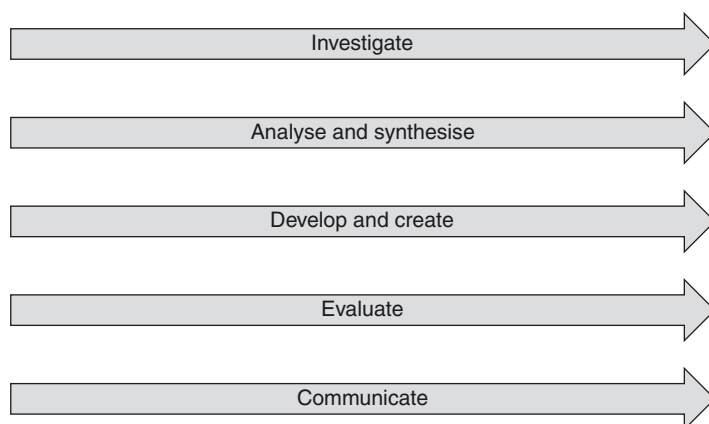 Investigate
Analyse and synthesise
Develop and create
Evaluate
Communicate